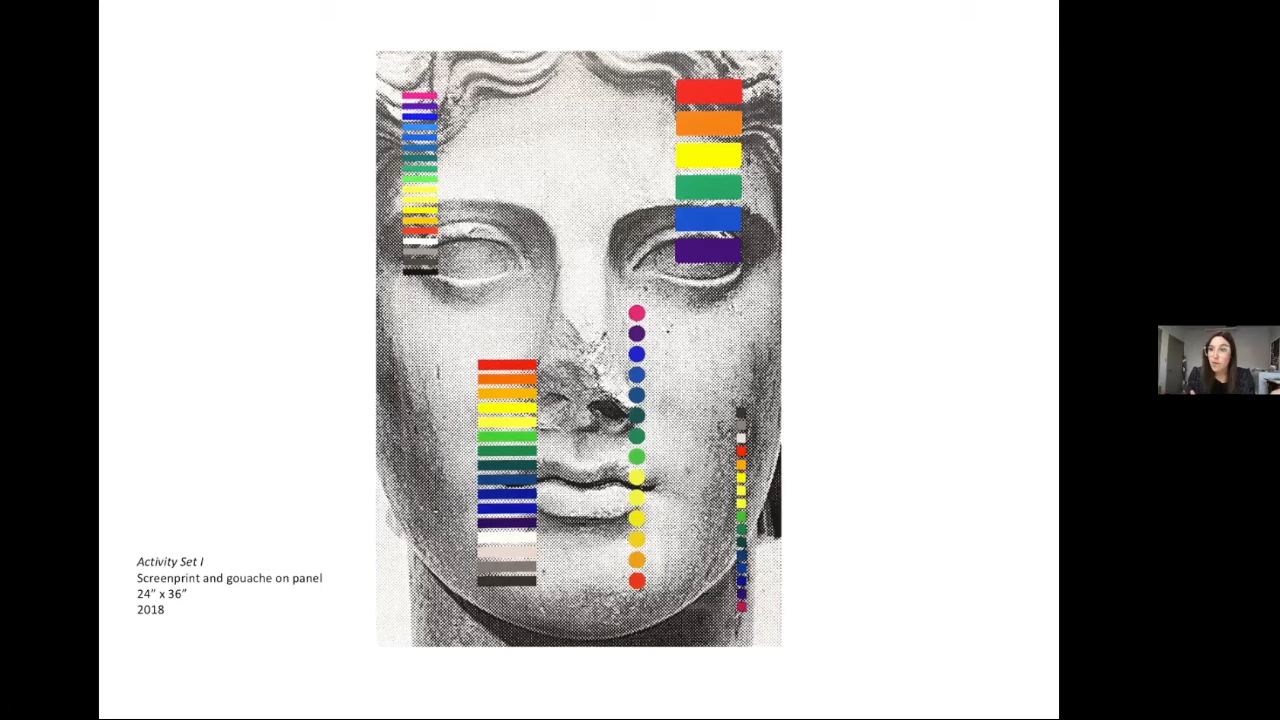 Activity Set I
Screenprint and gouache on panel
24” x 36”
2018